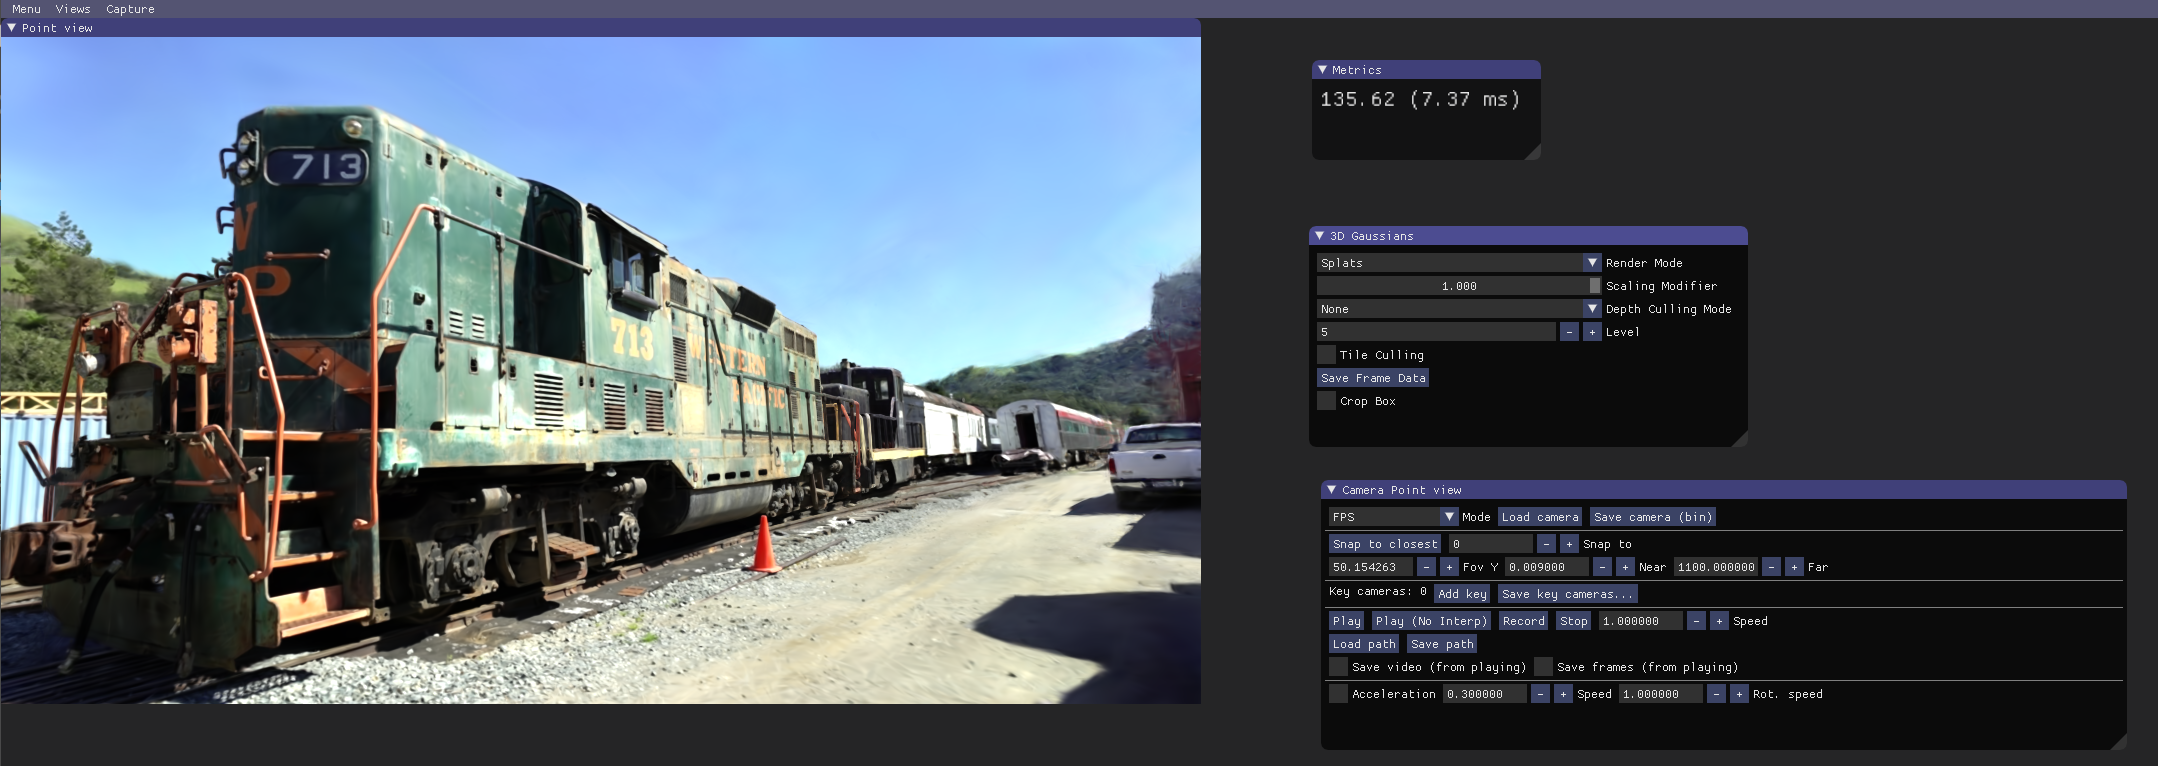 Menu Views Capture
Point view
713
W
P
713
WESTERN
PACIFIC
Metrics
135.62 (7.37 ms)
3D Gaussians
Splats Render Mode
1.000 Scaling Modifier
None Depth Culling Mode
5 - + Level
Tile Culling
Save Frame Data
Crop Box
Camera Point view
FPS Mode Load camera Save camera (bin)
Snap to closest 0 - + Snap to
50.154263 - + Fov Y 0.009000 - + Near 1100.000000 - + Far
Key cameras: 0 Add key Save key cameras...
Play Play (No Interp) Record Stop 1.000000 - + Speed
Load path Save path
Save video (from playing) Save frames (from playing)
Acceleration 0.300000 - + Speed 1.000000 - + Rot. speed